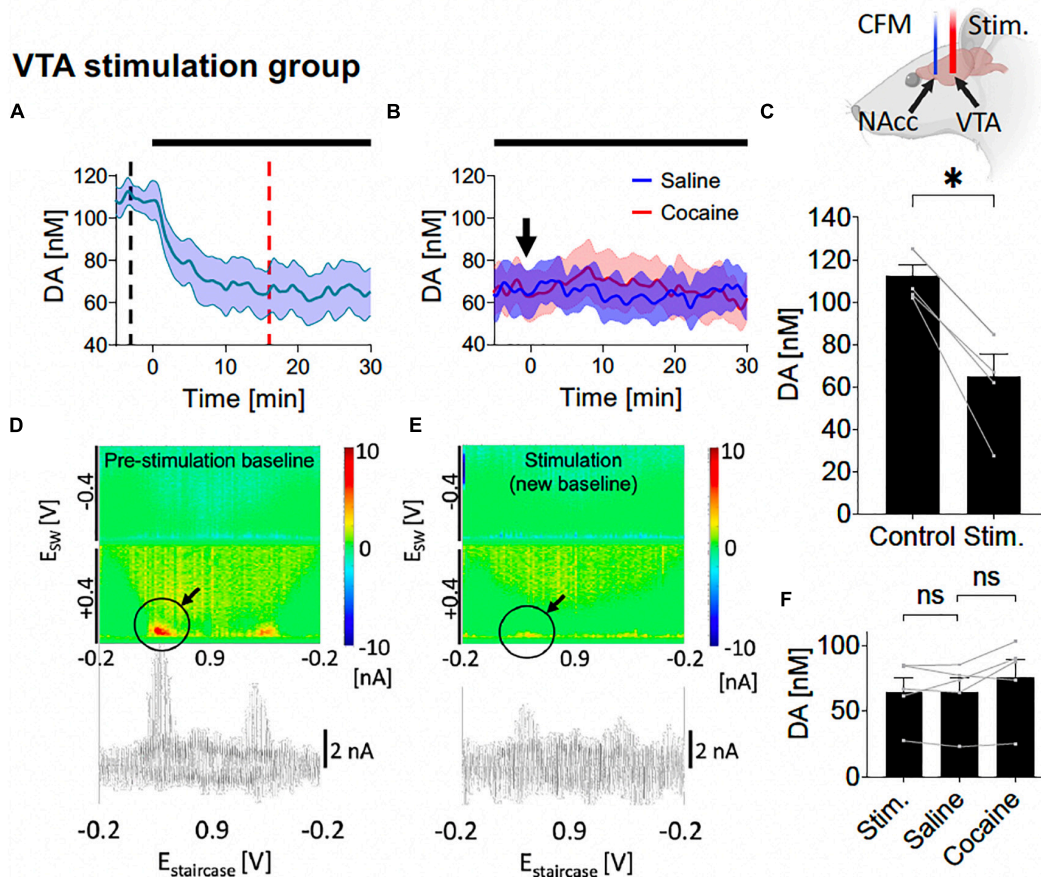 VTA stimulation group
CFM Stim.
NAcc VTA
A
120
100
80
60
40
DA [nM]
0 10 20 30
Time [min]
B
120
100
80
60
40
DA [nM]
Saline
Cocaine
0 10 20 30
Time [min]
C
*
140
120
100
80
60
40
20
0
DA [nM]
Control Stim.
D
Pre-stimulation baseline
-0.4
+0.4
ESW [V]
10
0
-10
[nA]
-0.2 0.9 -0.2
2 nA
-0.2 0.9 -0.2
Estaircase [V]
E
Stimulation
(new baseline)
-0.4
+0.4
10
0
-10
[nA]
-0.2 0.9 -0.2
2 nA
-0.2 0.9 -0.2
Estaircase [V]
F
ns
ns
100
50
0
DA [nM]
Stim.
Saline
Cocaine